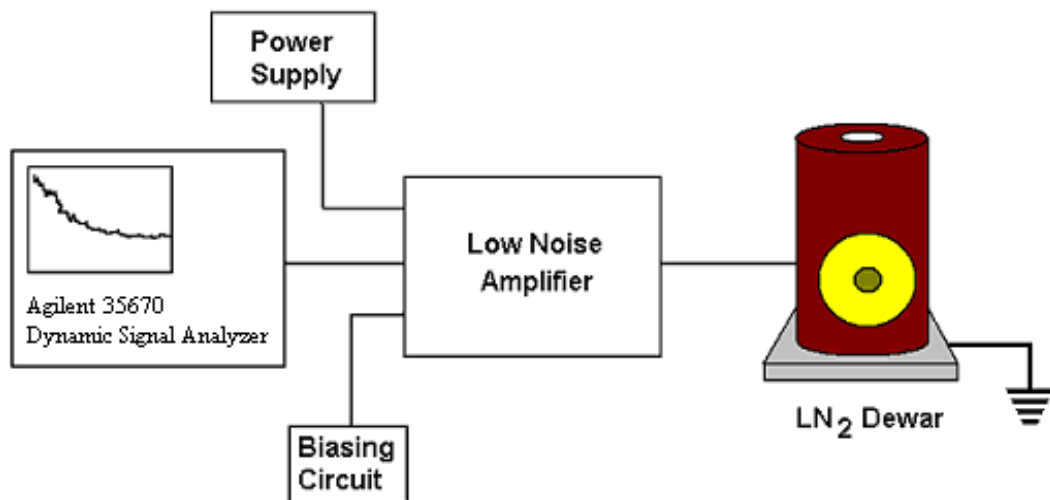 Power
Supply
Low Noise
Amplifier
Agilent 35670
Dynamic Signal Analyzer
LN2 Dewar
Biasing
Circuit